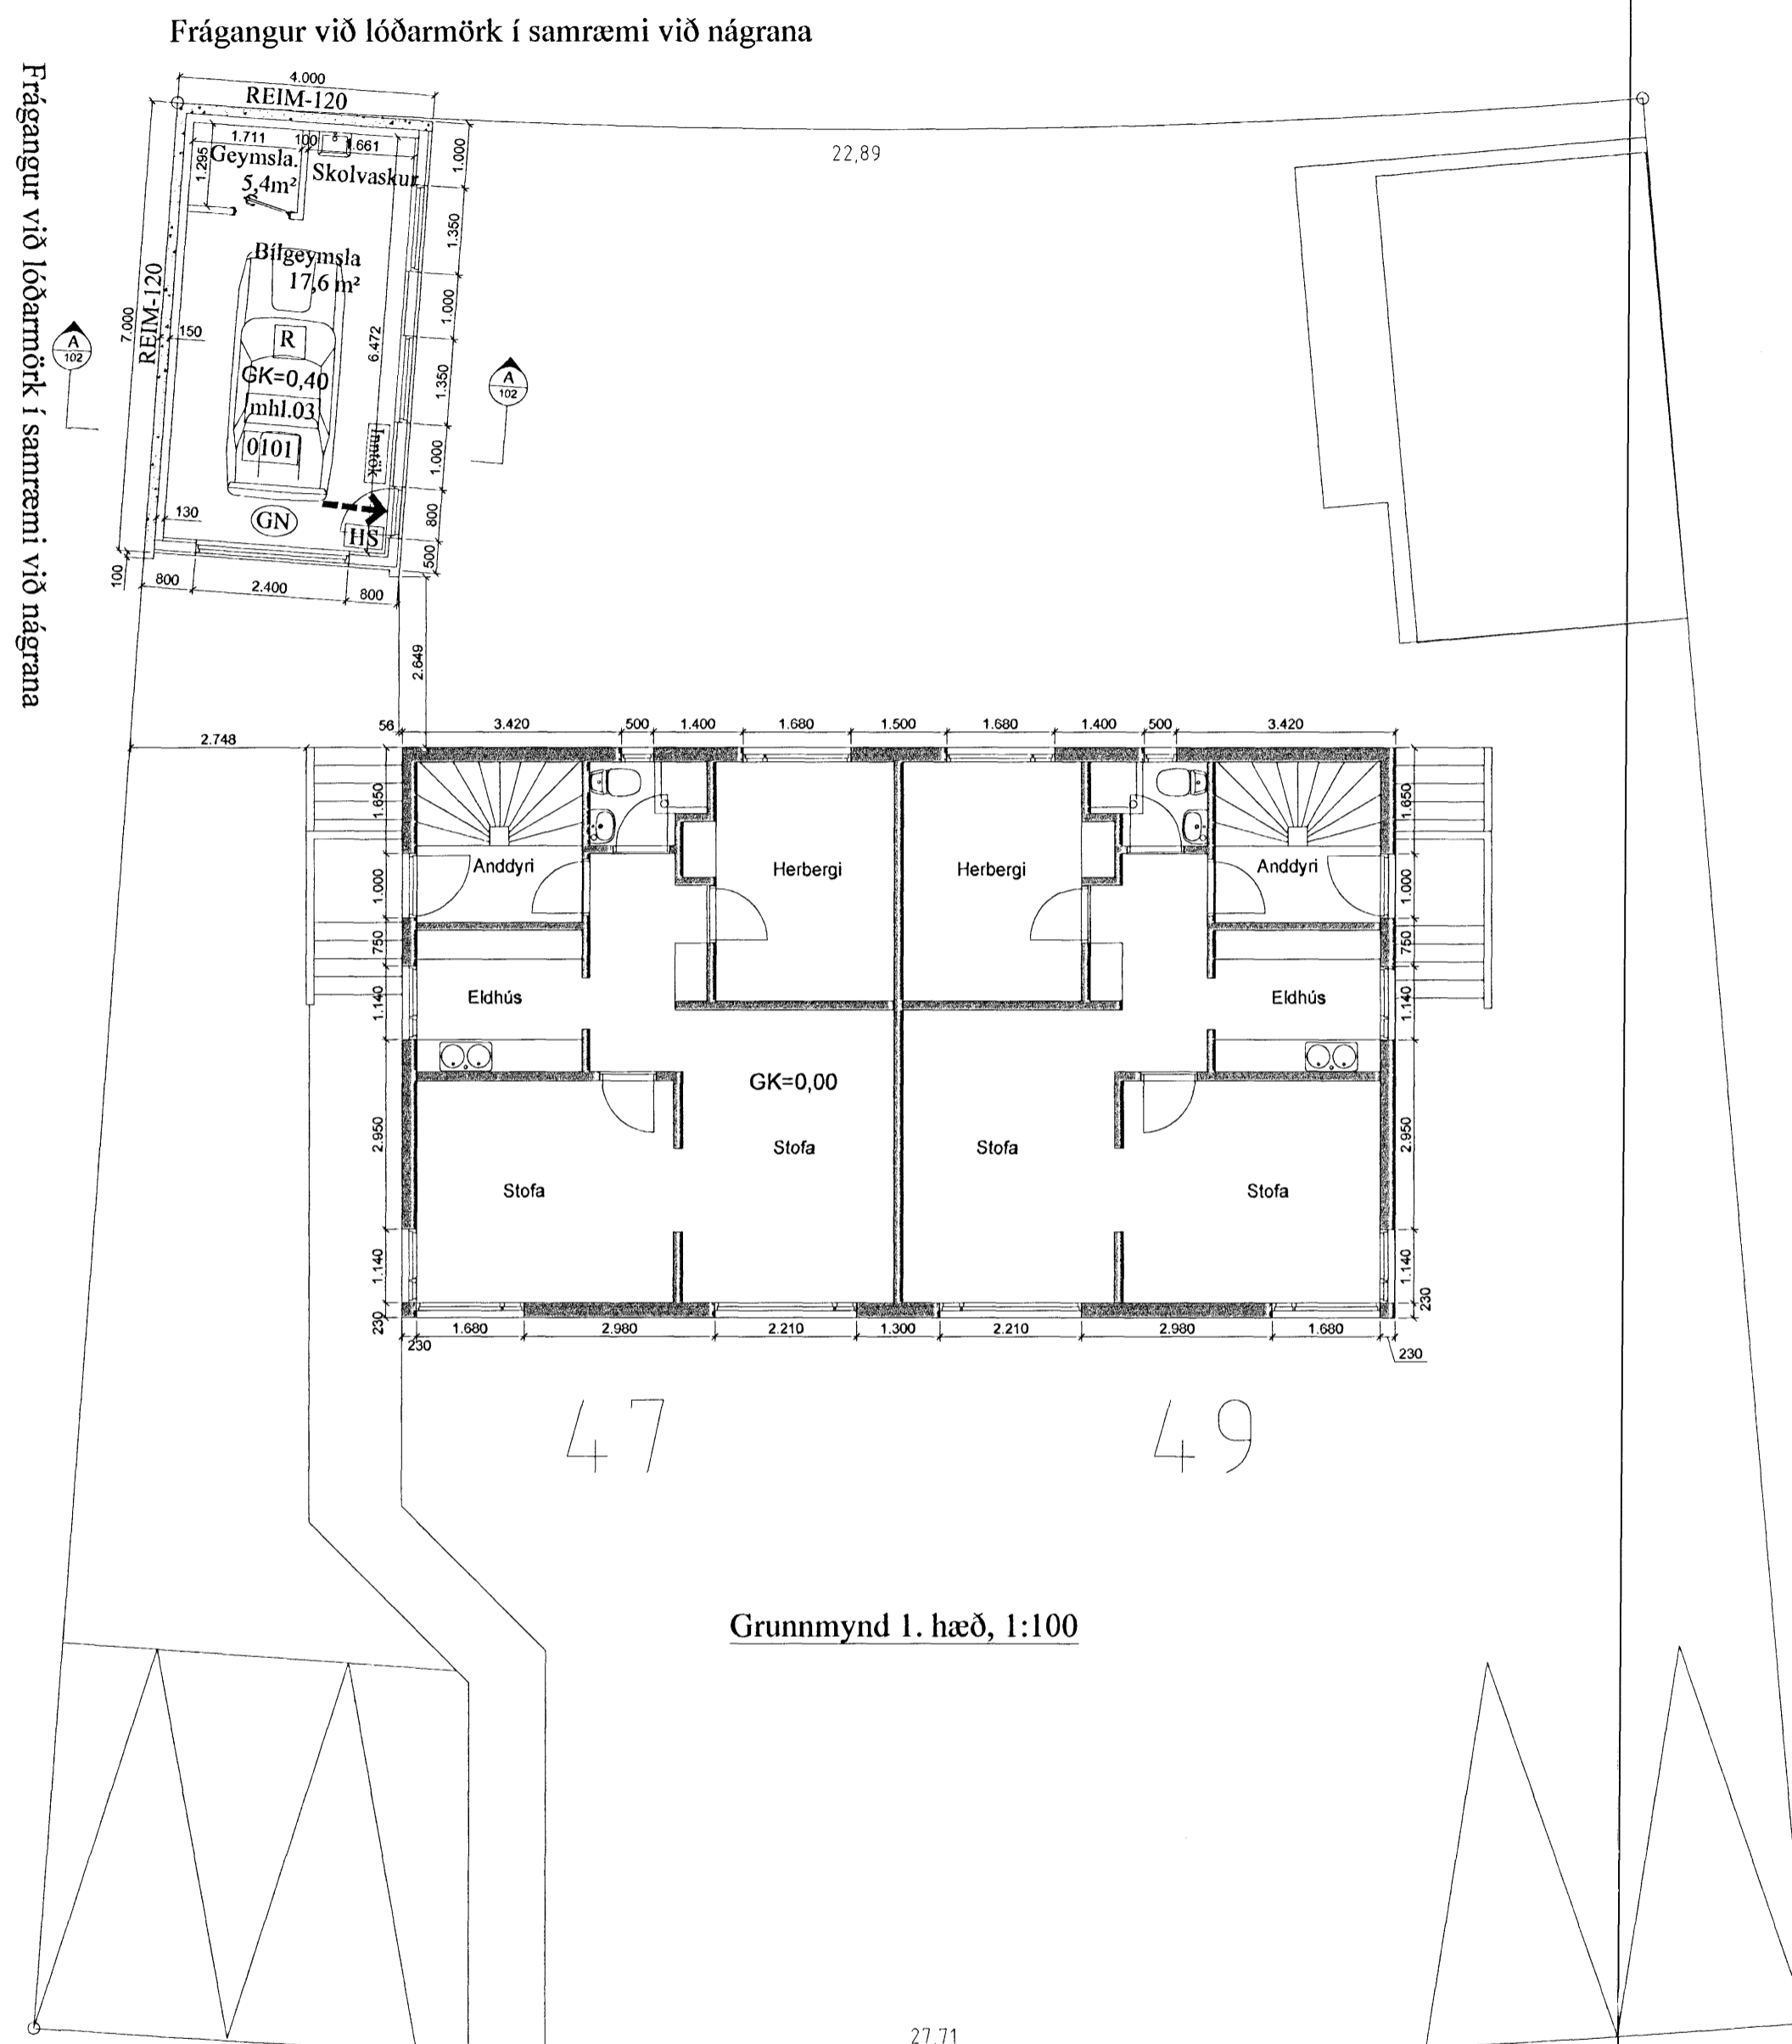 Frágangur við lóðarmörk í samræmi við nágrana
Frágangur við lóðarmörk í samræmi við nágrana
4.000
REIM-120
1.711
100
1.661
1.295
Geymsla.
5,4m²
Skolvaskur
1.000
22,89
1.350
Bílgeymsla
17,6 m²
7.000
REIM-120
150
R
6.472
1.000
A
102
A
102
GK=0,40
1.350
mhl.03
0101
Inntök
1.000
130
GN
HS
800
500
100
800
2.400
800
2.649
2.748
56
3.420
500
1.400
1.680
1.500
1.680
1.400
500
3.420
1.650
1.650
Anddyri
Herbergi
Herbergi
Anddyri
1.000
1.000
750
750
Eldhús
Eldhús
1.140
1.140
GK=0,00
2.950
Stofa
Stofa
2.950
Stofa
Stofa
1.140
1.140
230
230
1.680
2.980
2.210
1.300
2.210
2.980
1.680
230
230
47
49
Grunnmynd 1. hæð, 1:100
27,71